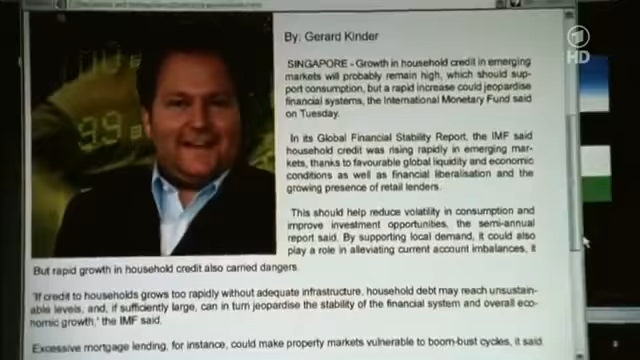 By: Gerard Kinder
SINGAPORE - Growth in household credit in emerging
markets will probably remain high, which should sup-
port consumption, but a rapid increase could jeopardise
financial systems, the International Monetary Fund said
on Tuesday.
In its Global Financial Stability Report, the IMF said
household credit was rising rapidly in emerging mar-
kets, thanks to favourable global liquidity and economic
conditions as well as financial liberalisation and the
growing presence of retail lenders.
This should help reduce volatility in consumption and
improve investment opportunities, the semi-annual
report said. By supporting local demand, it could also
play a role in alleviating current account imbalances, it
But rapid growth in household credit also carried dangers.
"If credit to households grows too rapidly without adequate infrastructure, household debt may reach unsustain-
able levels, and, if sufficiently large, can in turn jeopardise the stability of the financial system and overall eco-
nomic growth," the IMF said.
Excessive mortgage lending, for instance, could make property markets vulnerable to boom-bust cycles, it said
1
HD